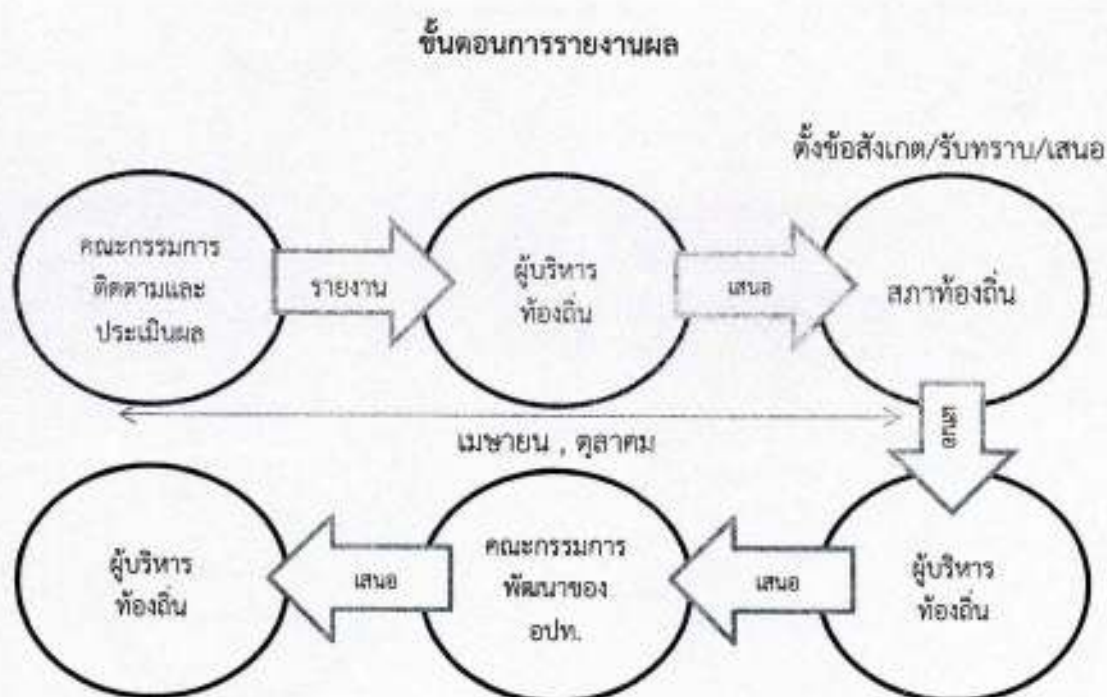 ขั้นตอนการรายงานผล
ตั้งข้อสังเกต/รับทราบ/เสนอ
คณะกรรมการ
ติดตามและ
ประเมินผล
รายงาน
ผู้บริหาร
ท้องถิ่น
เสนอ
สภาท้องถิ่น
เสนอ
เมษายน , ตุลาคม
ผู้บริหาร
ท้องถิ่น
เสนอ
คณะกรรมการ
พัฒนาของ
อปท.
เสนอ
ผู้บริหาร
ท้องถิ่น